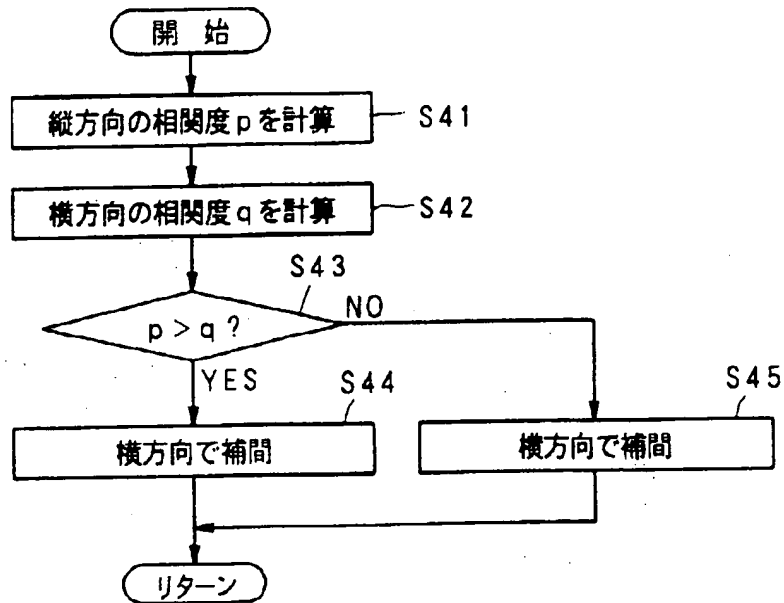 開始
縦方向の相関度pを計算
S41
横方向の相関度qを計算
S42
S43
p>q?
NO
YES
S44
S45
横方向で補間
横方向で補間
リターン